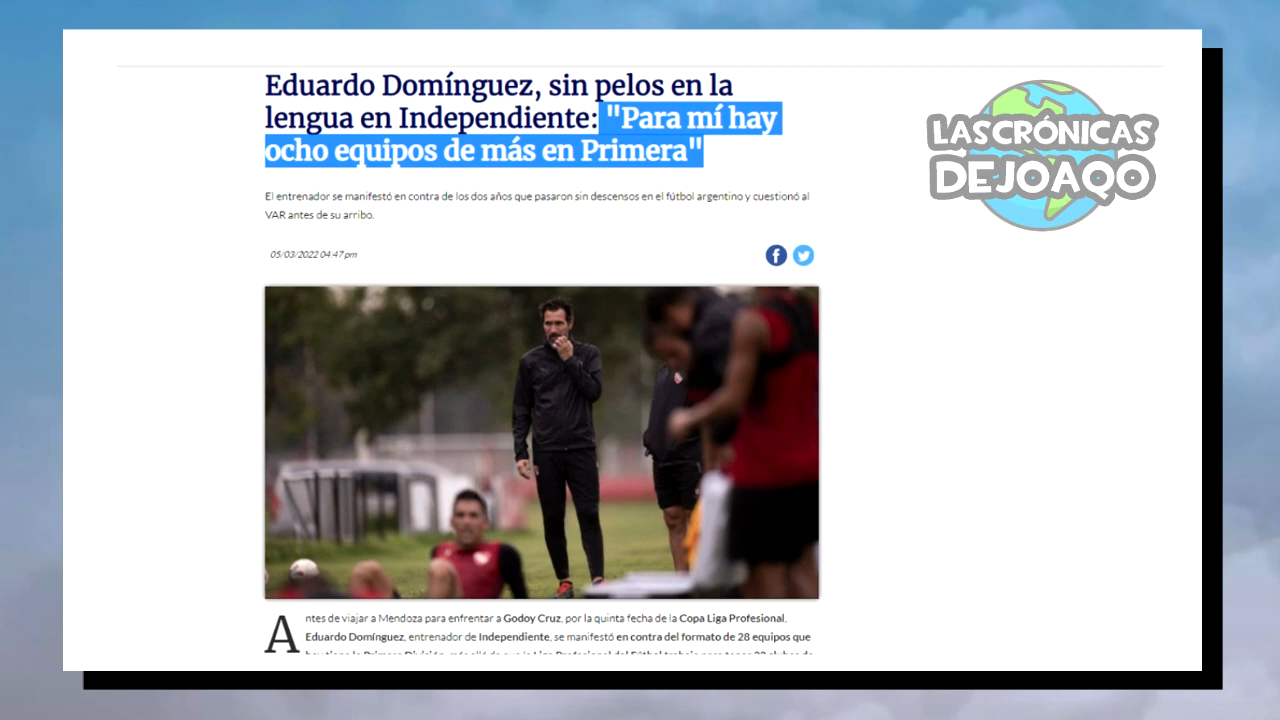 Eduardo Domínguez, sin pelos en la
lengua en Independiente: "Para mí hay
ocho equipos de más en Primera"
LAS CRÓNICAS
DE JOAQO
El entrenador se manifestó en contra de los dos años que pasaron sin descensos en el fútbol argentino y cuestionó al
VAR antes de su arribo.
05/03/2022 04:47 pm
Antes de viajar a Mendoza para enfrentar a Godoy Cruz, por la quinta fecha de la Copa Liga Profesional,
Eduardo Domínguez, entrenador de Independiente, se manifestó en contra del formato de 28 equipos que